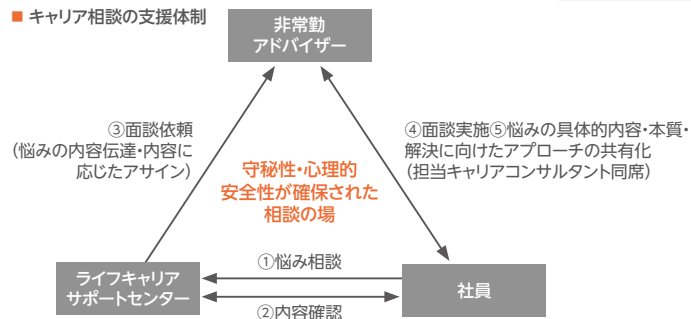 ■ キャリア相談の支援体制
非常勤
アドバイザー
③面談依頼
(悩みの内容伝達・内容に
応じたアサイン)
④面談実施⑤悩みの具体的内容・本質・
解決に向けたアプローチの共有化
(担当キャリアコンサルタント同席)
守秘性・心理的
安全性が確保された
相談の場
①悩み相談
ライフキャリア
サポートセンター
社員
②内容確認